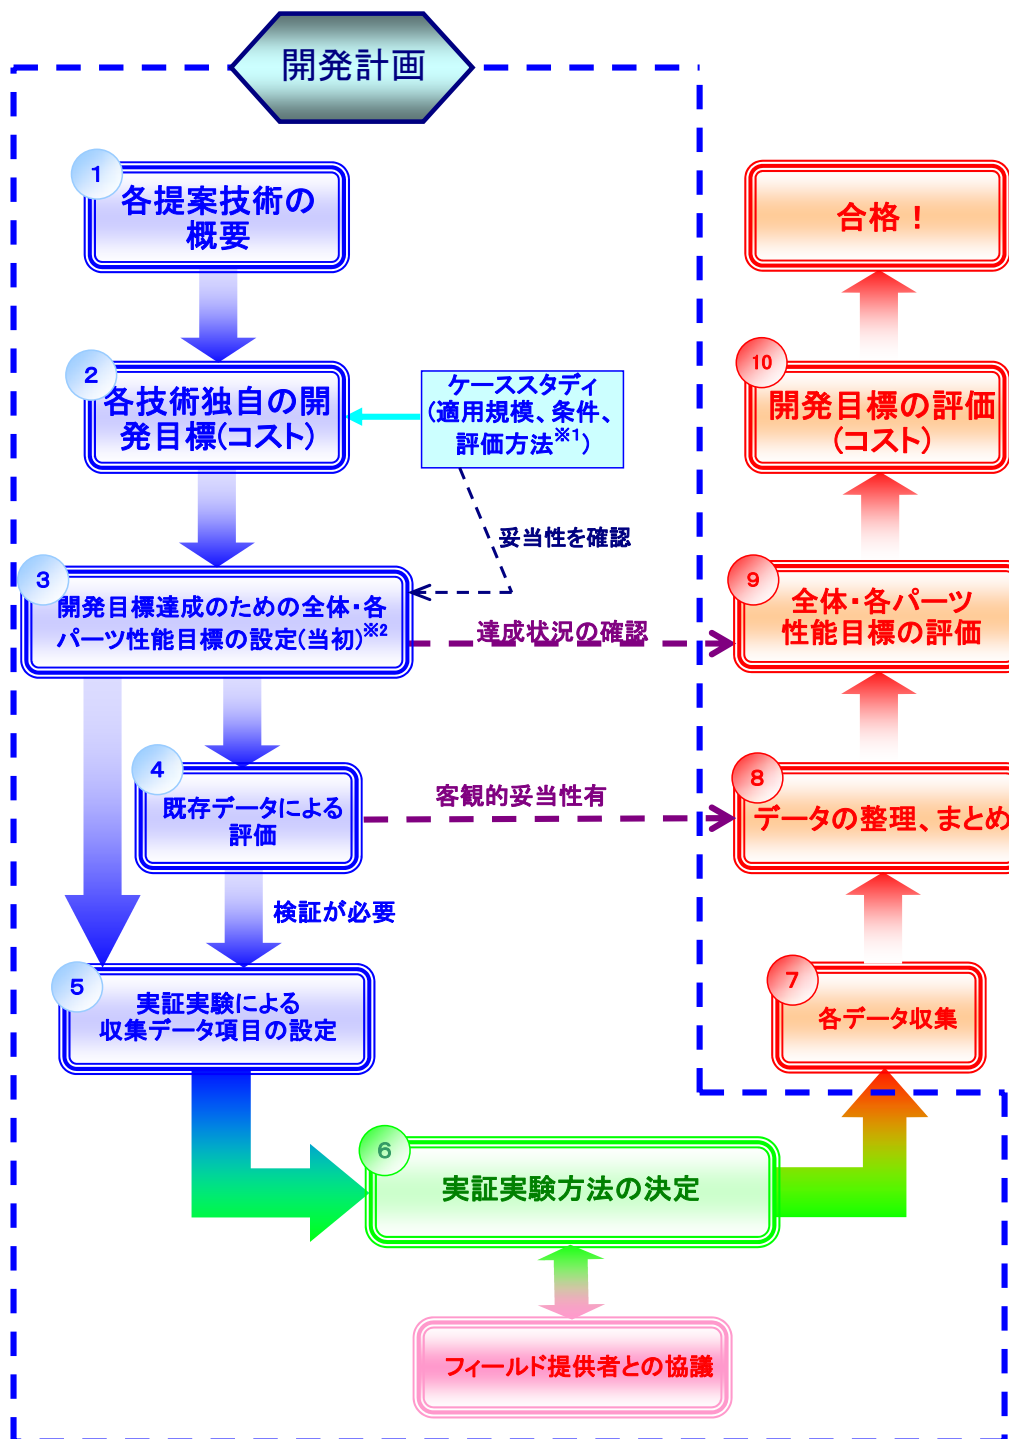 開発計画
1
各提案技術の
概要
2
各技術独自の開
発目標(コスト)
ケーススタディ
(適用規模、条件、
評価方法※1)
妥当性を確認
3
開発目標達成のための全体・各
パーツ性能目標の設定(当初)※2
達成状況の確認
4
既存データによる
評価
客観的妥当性有
検証が必要
5
実証実験による
収集データ項目の設定
6
実証実験方法の決定
フィールド提供者との協議
7
各データ収集
8
データの整理、まとめ
9
全体・各パーツ
性能目標の評価
10
開発目標の評価
(コスト)
合格！